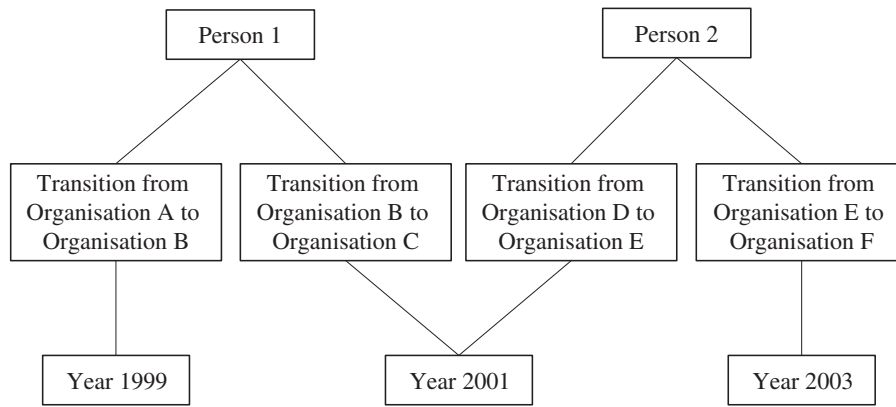 Person 1
Person 2
Transition from
Organisation A to
Organisation B
Transition from
Organisation B to
Organisation C
Transition from
Organisation D to
Organisation E
Transition from
Organisation E to
Organisation F
Year 1999
Year 2001
Year 2003